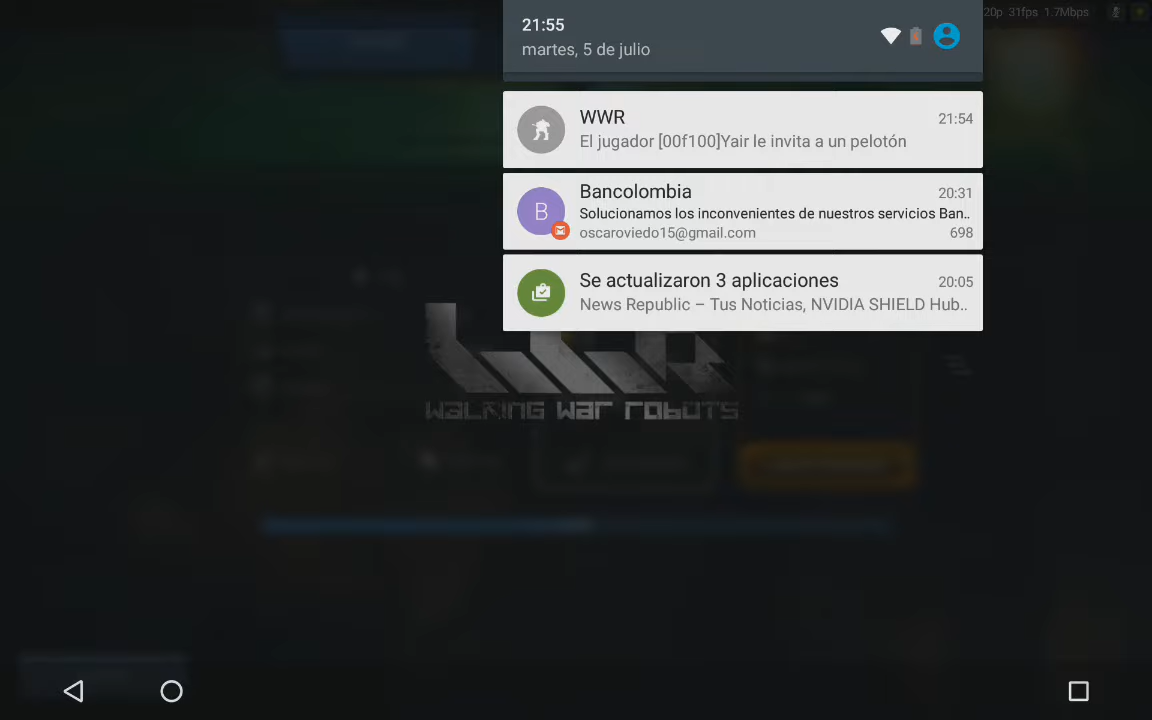 20p 31fps 1.7Mbps
21:55
martes, 5 de julio
WWR
21:54
El jugador [00f100]Yair le invita a un pelotón
B
Bancolombia
20:31
Solucionamos los inconvenientes de nuestros servicios Ban..
oscaroviedo15@gmail.com
698
Se actualizaron 3 aplicaciones
20:05
News Republic – Tus Noticias, NVIDIA SHIELD Hub..
WALKING WAR ROBOTS